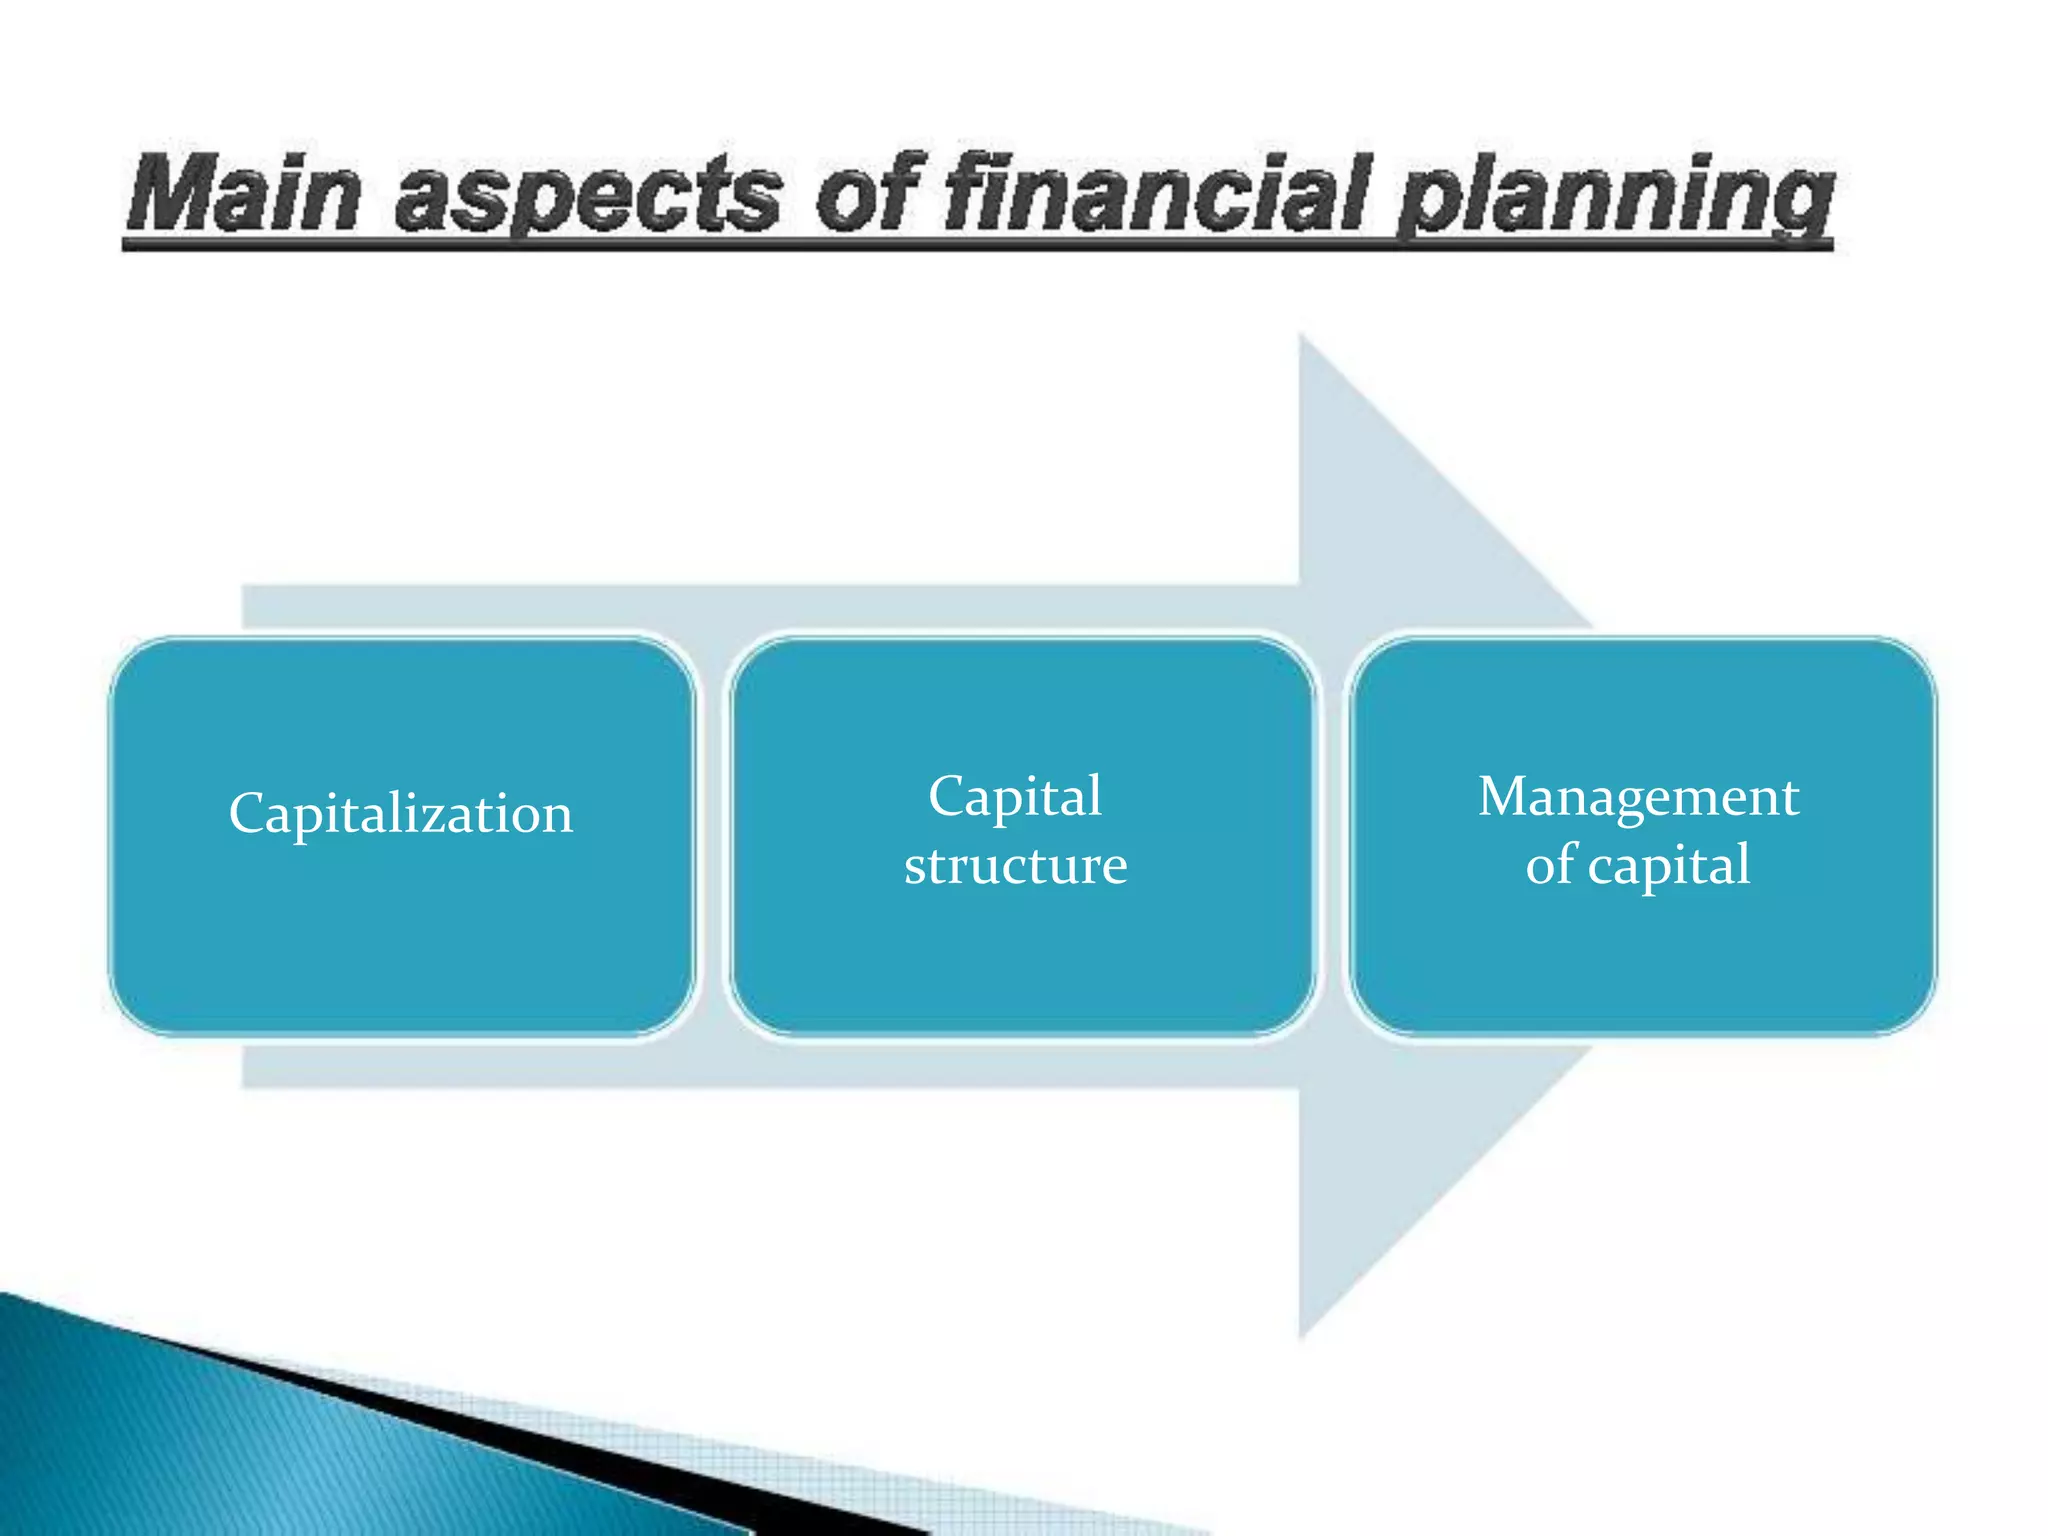 Main aspects of financial planning
Capitalization
Capital
structure
Management
of capital